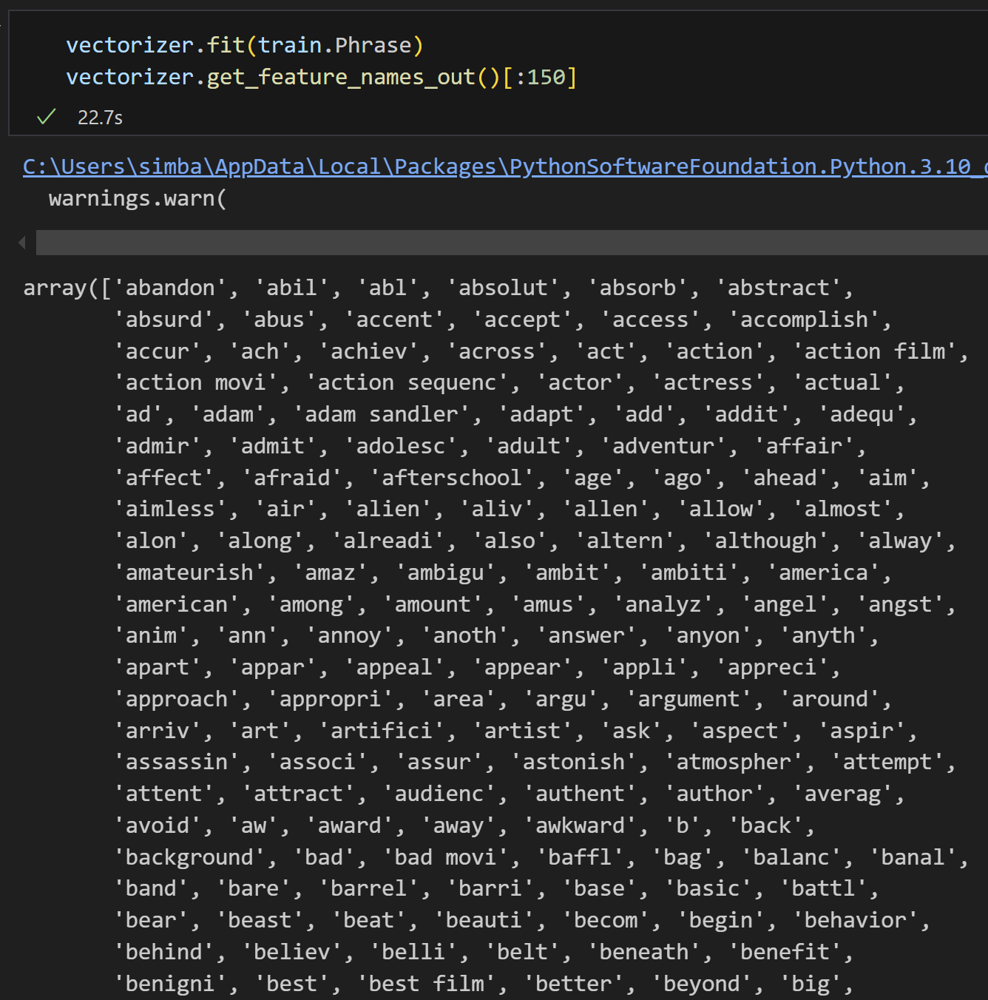 vectorizer.fit(train.Phrase)
vectorizer.get_feature_names_out()[:150]
22.7s
C:\Users\simba\AppData\Local\Packages\PythonSoftwareFoundation.Python.3.10_
warnings.warn(
array(['abandon', 'abil', 'abl', 'absolut', 'absorb', 'abstract',
'absurd', 'abus', 'accent', 'accept', 'access', 'accomplish',
'accur', 'ach', 'achiev', 'across', 'act', 'action', 'action film',
'action movi', 'action sequenc', 'actor', 'actress', 'actual',
'ad', 'adam', 'adam sandler', 'adapt', 'add', 'addit', 'adequ',
'admir', 'admit', 'adolesc', 'adult', 'adventur', 'affair',
'affect', 'afraid', 'afterschool', 'age', 'ago', 'ahead', 'aim',
'aimless', 'air', 'alien', 'aliv', 'allen', 'allow', 'almost',
'alon', 'along', 'alreadi', 'also', 'altern', 'although', 'alway',
'amateurish', 'amaz', 'ambigu', 'ambit', 'ambiti', 'america',
'american', 'among', 'amount', 'amus', 'analyz', 'angel', 'angst',
'anim', 'ann', 'annoy', 'anoth', 'answer', 'anyon', 'anyth',
'apart', 'appar', 'appeal', 'appear', 'appli', 'appreci',
'approach', 'appropri', 'area', 'argu', 'argument', 'around',
'arriv', 'art', 'artifici', 'artist', 'ask', 'aspect', 'aspir',
'assassin', 'associ', 'assur', 'astonish', 'atmospher', 'attempt',
'attent', 'attract', 'audienc', 'authent', 'author', 'averag',
'avoid', 'aw', 'award', 'away', 'awkward', 'b', 'back',
'background', 'bad', 'bad movi', 'baffl', 'bag', 'balanc', 'banal',
'band', 'bare', 'barrel', 'barri', 'base', 'basic', 'battl',
'bear', 'beast', 'beat', 'beauti', 'becom', 'begin', 'behavior',
'behind', 'believ', 'belli', 'belt', 'beneath', 'benefit',
'benigni', 'best', 'best film', 'better', 'beyond', 'big',